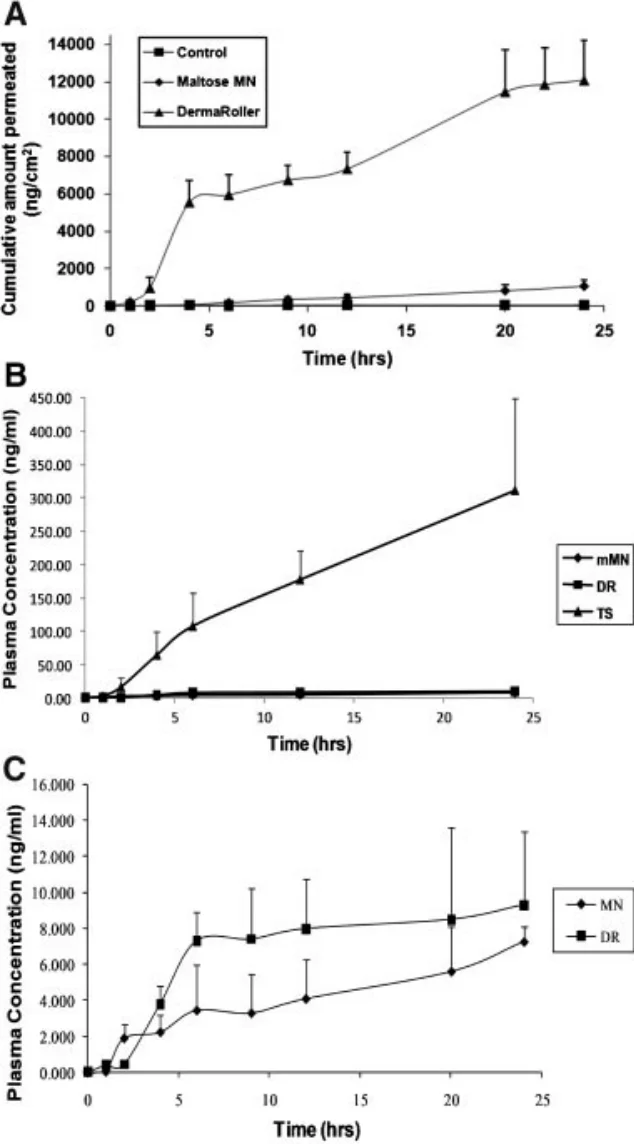 A
Cumulative amount permeated
(ng/cm²)
14000
12000
10000
8000
6000
4000
2000
0
Control
Maltose MN
DermaRoller
0 5 10 15 20 25
Time (hrs)
B
Plasma Concentration (ng/ml)
450.00
400.00
350.00
300.00
250.00
200.00
150.00
100.00
50.00
0.00
mMN
DR
TS
0 5 10 15 20 25
Time (hrs)
C
Plasma Concentration (ng/ml)
16.000
14.000
12.000
10.000
8.000
6.000
4.000
2.000
0.000
MN
DR
0 5 10 15 20 25
Time (hrs)